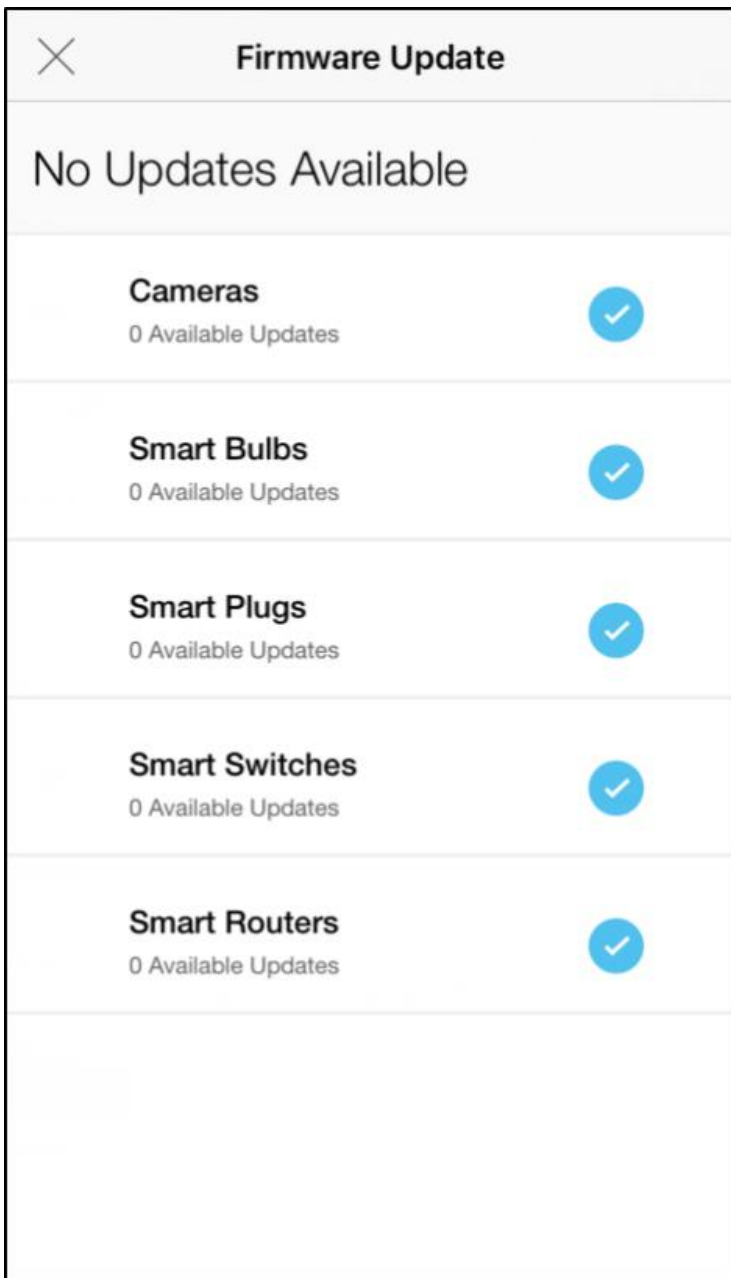 Firmware Update
No Updates Available
Cameras
0 Available Updates
Smart Bulbs
0 Available Updates
Smart Plugs
0 Available Updates
Smart Switches
0 Available Updates
Smart Routers
0 Available Updates